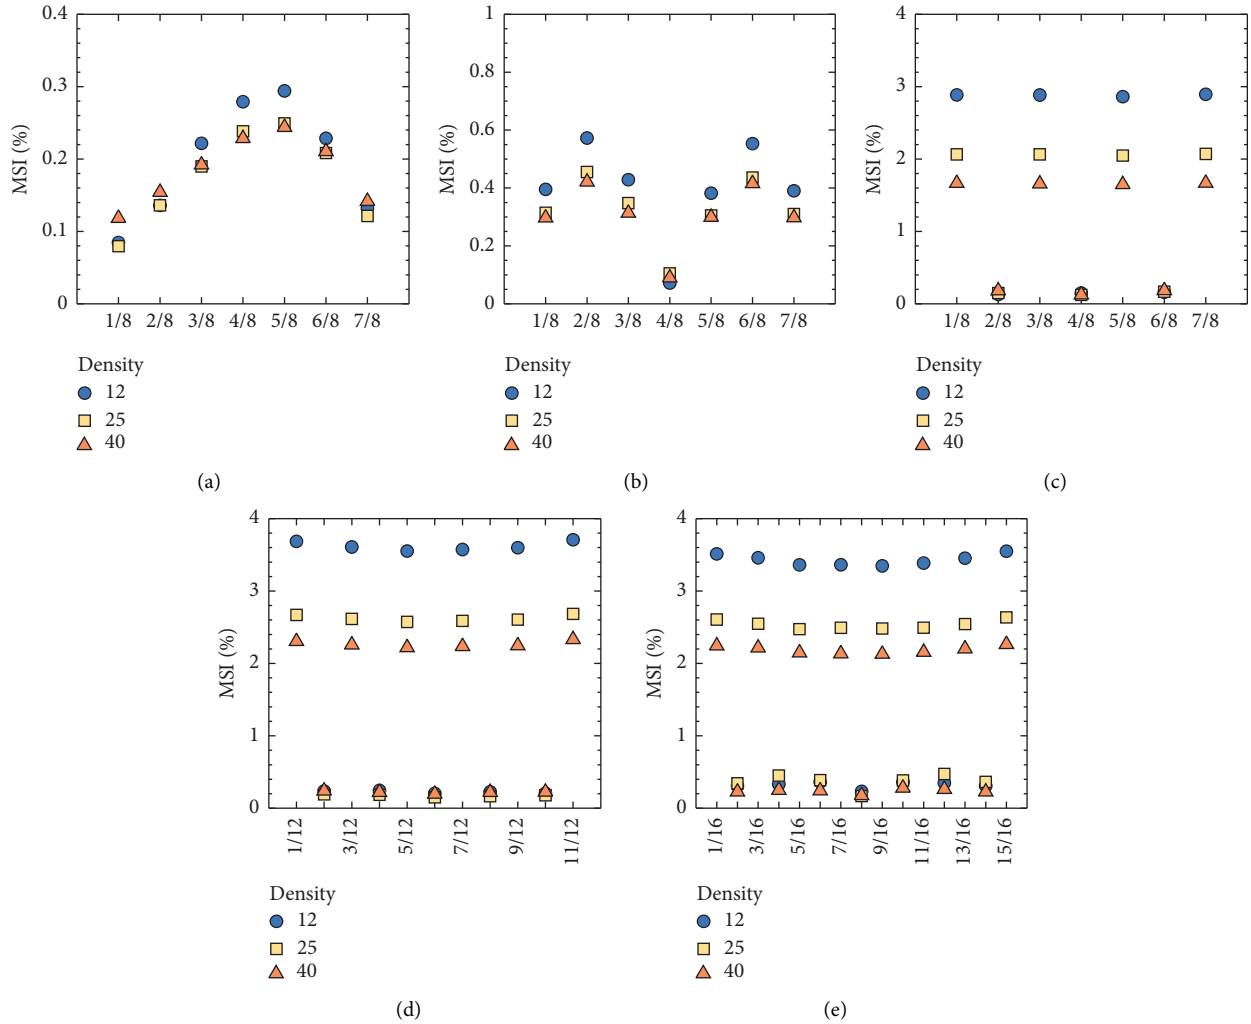 0.4
0.3
0.2
0.1
0
MSI (%)
1/8 2/8 3/8 4/8 5/8 6/8 7/8
Density
12
25
40
(a)
1
0.8
0.6
0.4
0.2
0
MSI (%)
1/8 2/8 3/8 4/8 5/8 6/8 7/8
Density
12
25
40
(b)
4
3
2
1
0
MSI (%)
1/8 2/8 3/8 4/8 5/8 6/8 7/8
Density
12
25
40
(c)
4
3
2
1
0
MSI (%)
1/12 3/12 5/12 7/12 9/12 11/12
Density
12
25
40
(d)
4
3
2
1
0
MSI (%)
1/16 3/16 5/16 7/16 9/16 11/16 13/16 15/16
Density
12
25
40
(e)